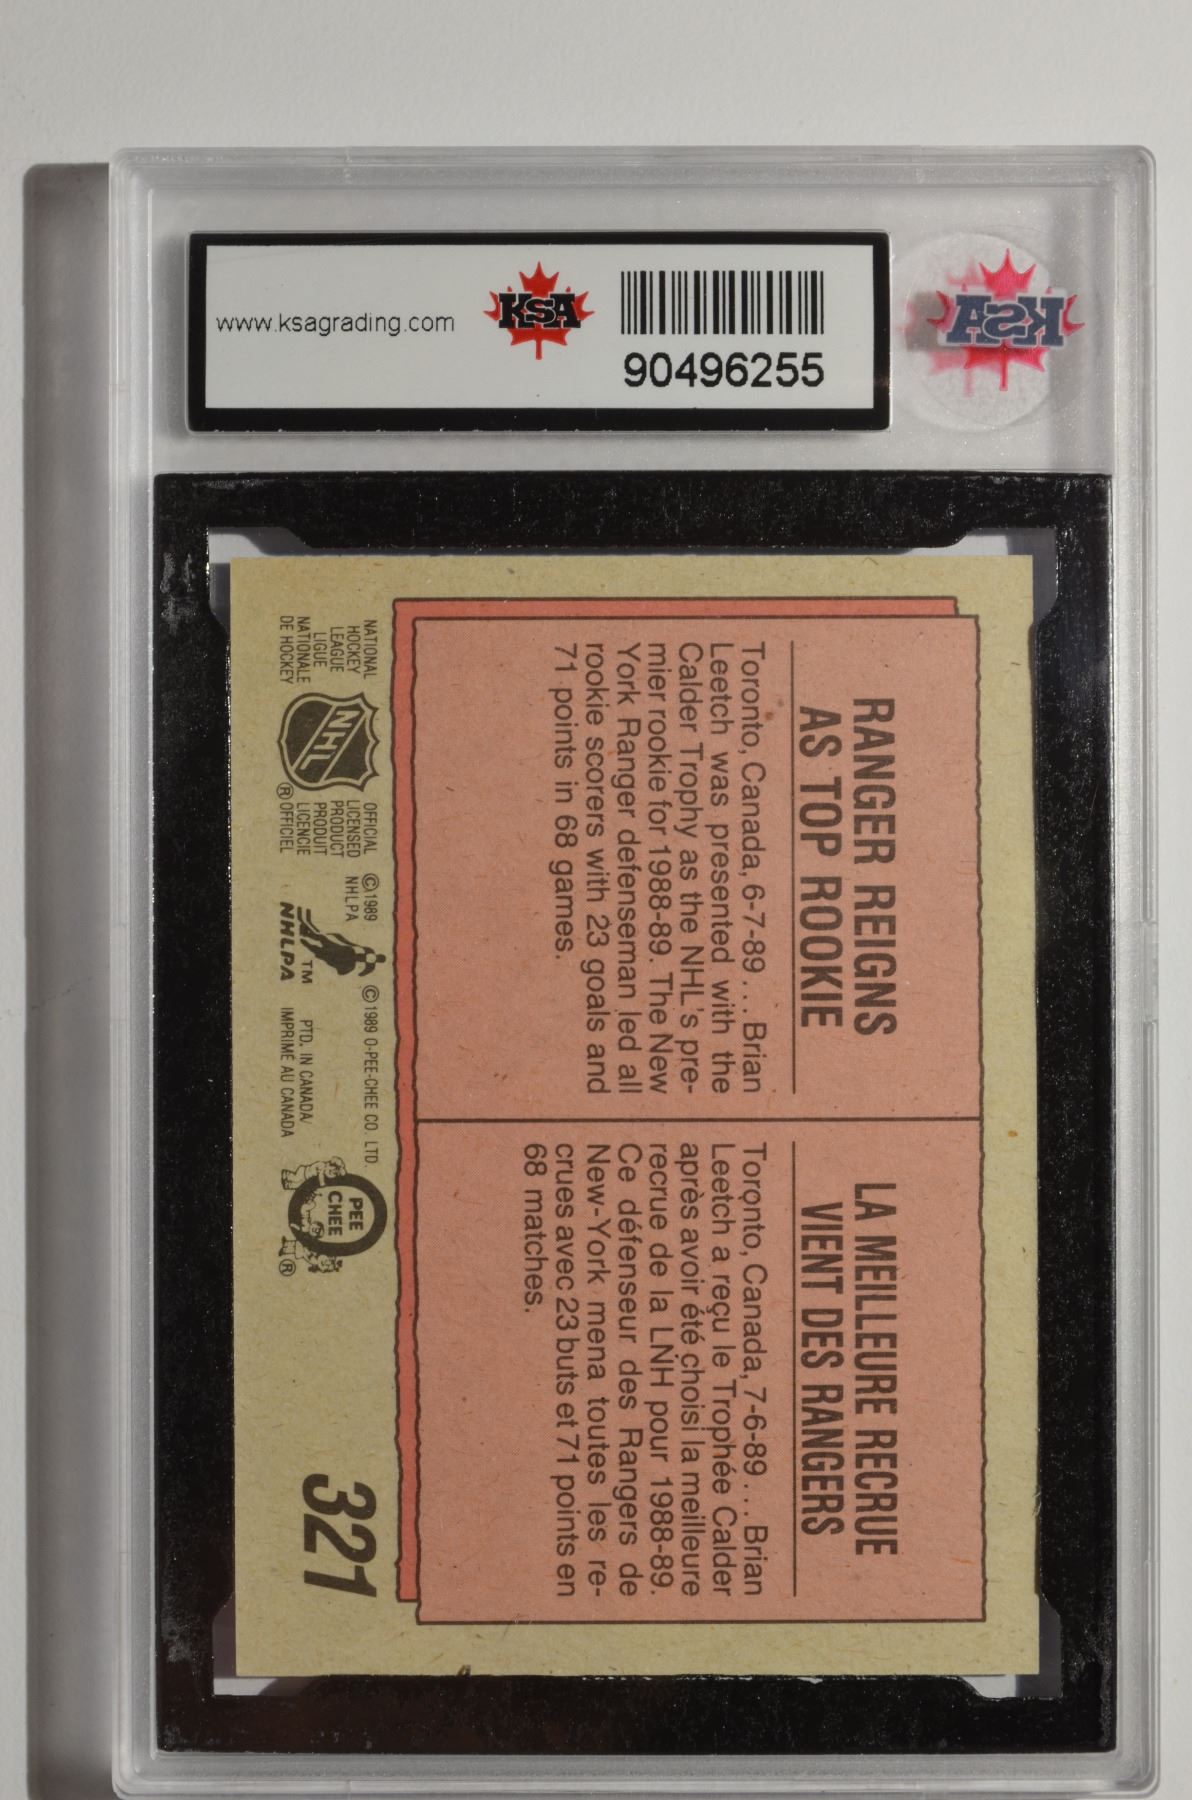 www.ksagrading.com
KSA
90496255
KSA
RANGER REIGNS
AS TOP ROOKIE
Toronto, Canada, 6-7-89 ... Brian
Leetch was presented with the
Calder Trophy as the NHL's pre-
mier rookie for 1988-89. The New
York Ranger defenseman led all
rookie scorers with 23 goals and
71 points in 68 games.
LA MEILLEURE RECRUE
VIENT DES RANGERS
Toronto, Canada, 7-6-89 ... Brian
Leetch a reçu le Trophée Calder
après avoir été choisi la meilleure
recrue de la LNH pour 1988-89.
Ce défenseur des Rangers de
New-York mena toutes les re-
crues avec 23 buts et 71 points en
68 matches.
NATIONAL
HOCKEY
LEAGUE
LIGUE
NATIONALE
DE HOCKEY
NHL
®
OFFICIAL
LICENSED
PRODUCT
PRODUIT
LICENCIE
OFFICIEL
©1989
NHLPA
NHLPA
TM
©1989 O-PEE-CHEE CO. LTD.
PTD. IN CANADA/
IMPRIMÉ AU CANADA
PEE
CHEE
®
321